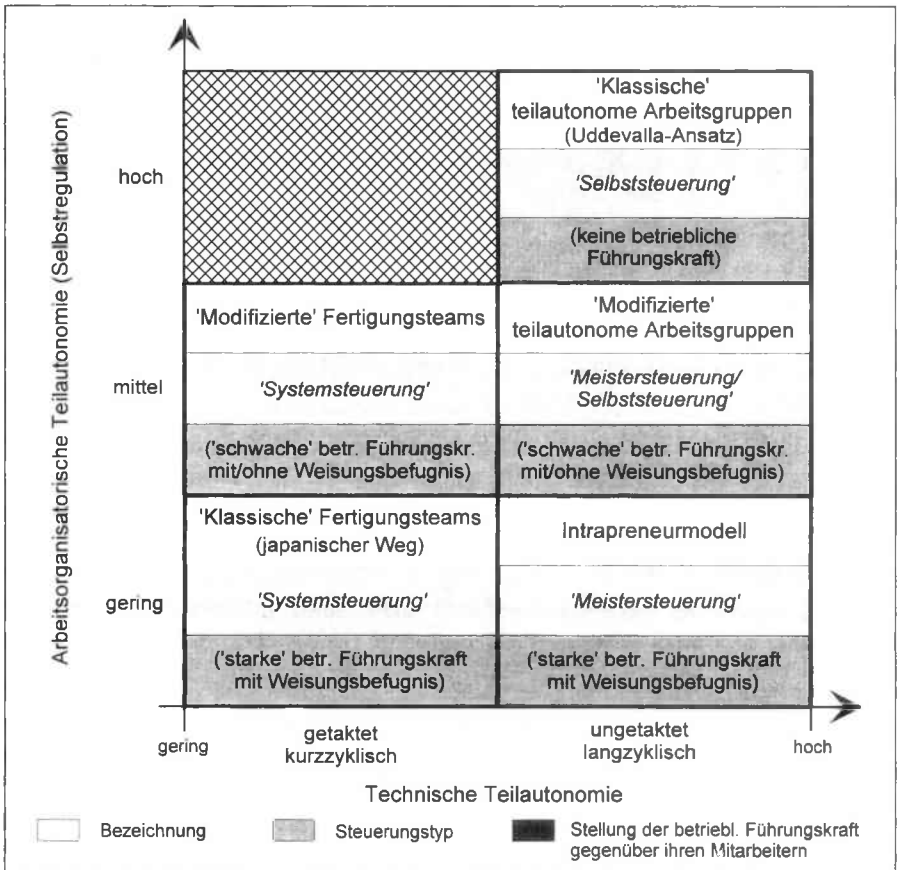 Arbeitsorganisatorische Teilautonomie (Selbstregulation)
hoch
'Klassische'
teilautonome Arbeitsgruppen
(Uddevalla-Ansatz)
'Selbststeuerung'
(keine betriebliche
Führungskraft)
mittel
'Modifizierte' Fertigungsteams
'Systemsteuerung'
('schwache' betr. Führungskr.
mit/ohne Weisungsbefugnis)
'Modifizierte'
teilautonome Arbeitsgruppen
'Meistersteuerung/
Selbststeuerung'
('schwache' betr. Führungskr.
mit/ohne Weisungsbefugnis)
gering
'Klassische' Fertigungsteams
(japanischer Weg)
'Systemsteuerung'
('starke' betr. Führungskraft
mit Weisungsbefugnis)
Intrapreneurmodell
'Meistersteuerung'
('starke' betr. Führungskraft
mit Weisungsbefugnis)
gering
getaktet
kurzzyklisch
ungetaktet
langzyklisch
hoch
Technische Teilautonomie
Bezeichnung
Steuerungstyp
Stellung der betriebl. Führungskraft
gegenüber ihren Mitarbeitern